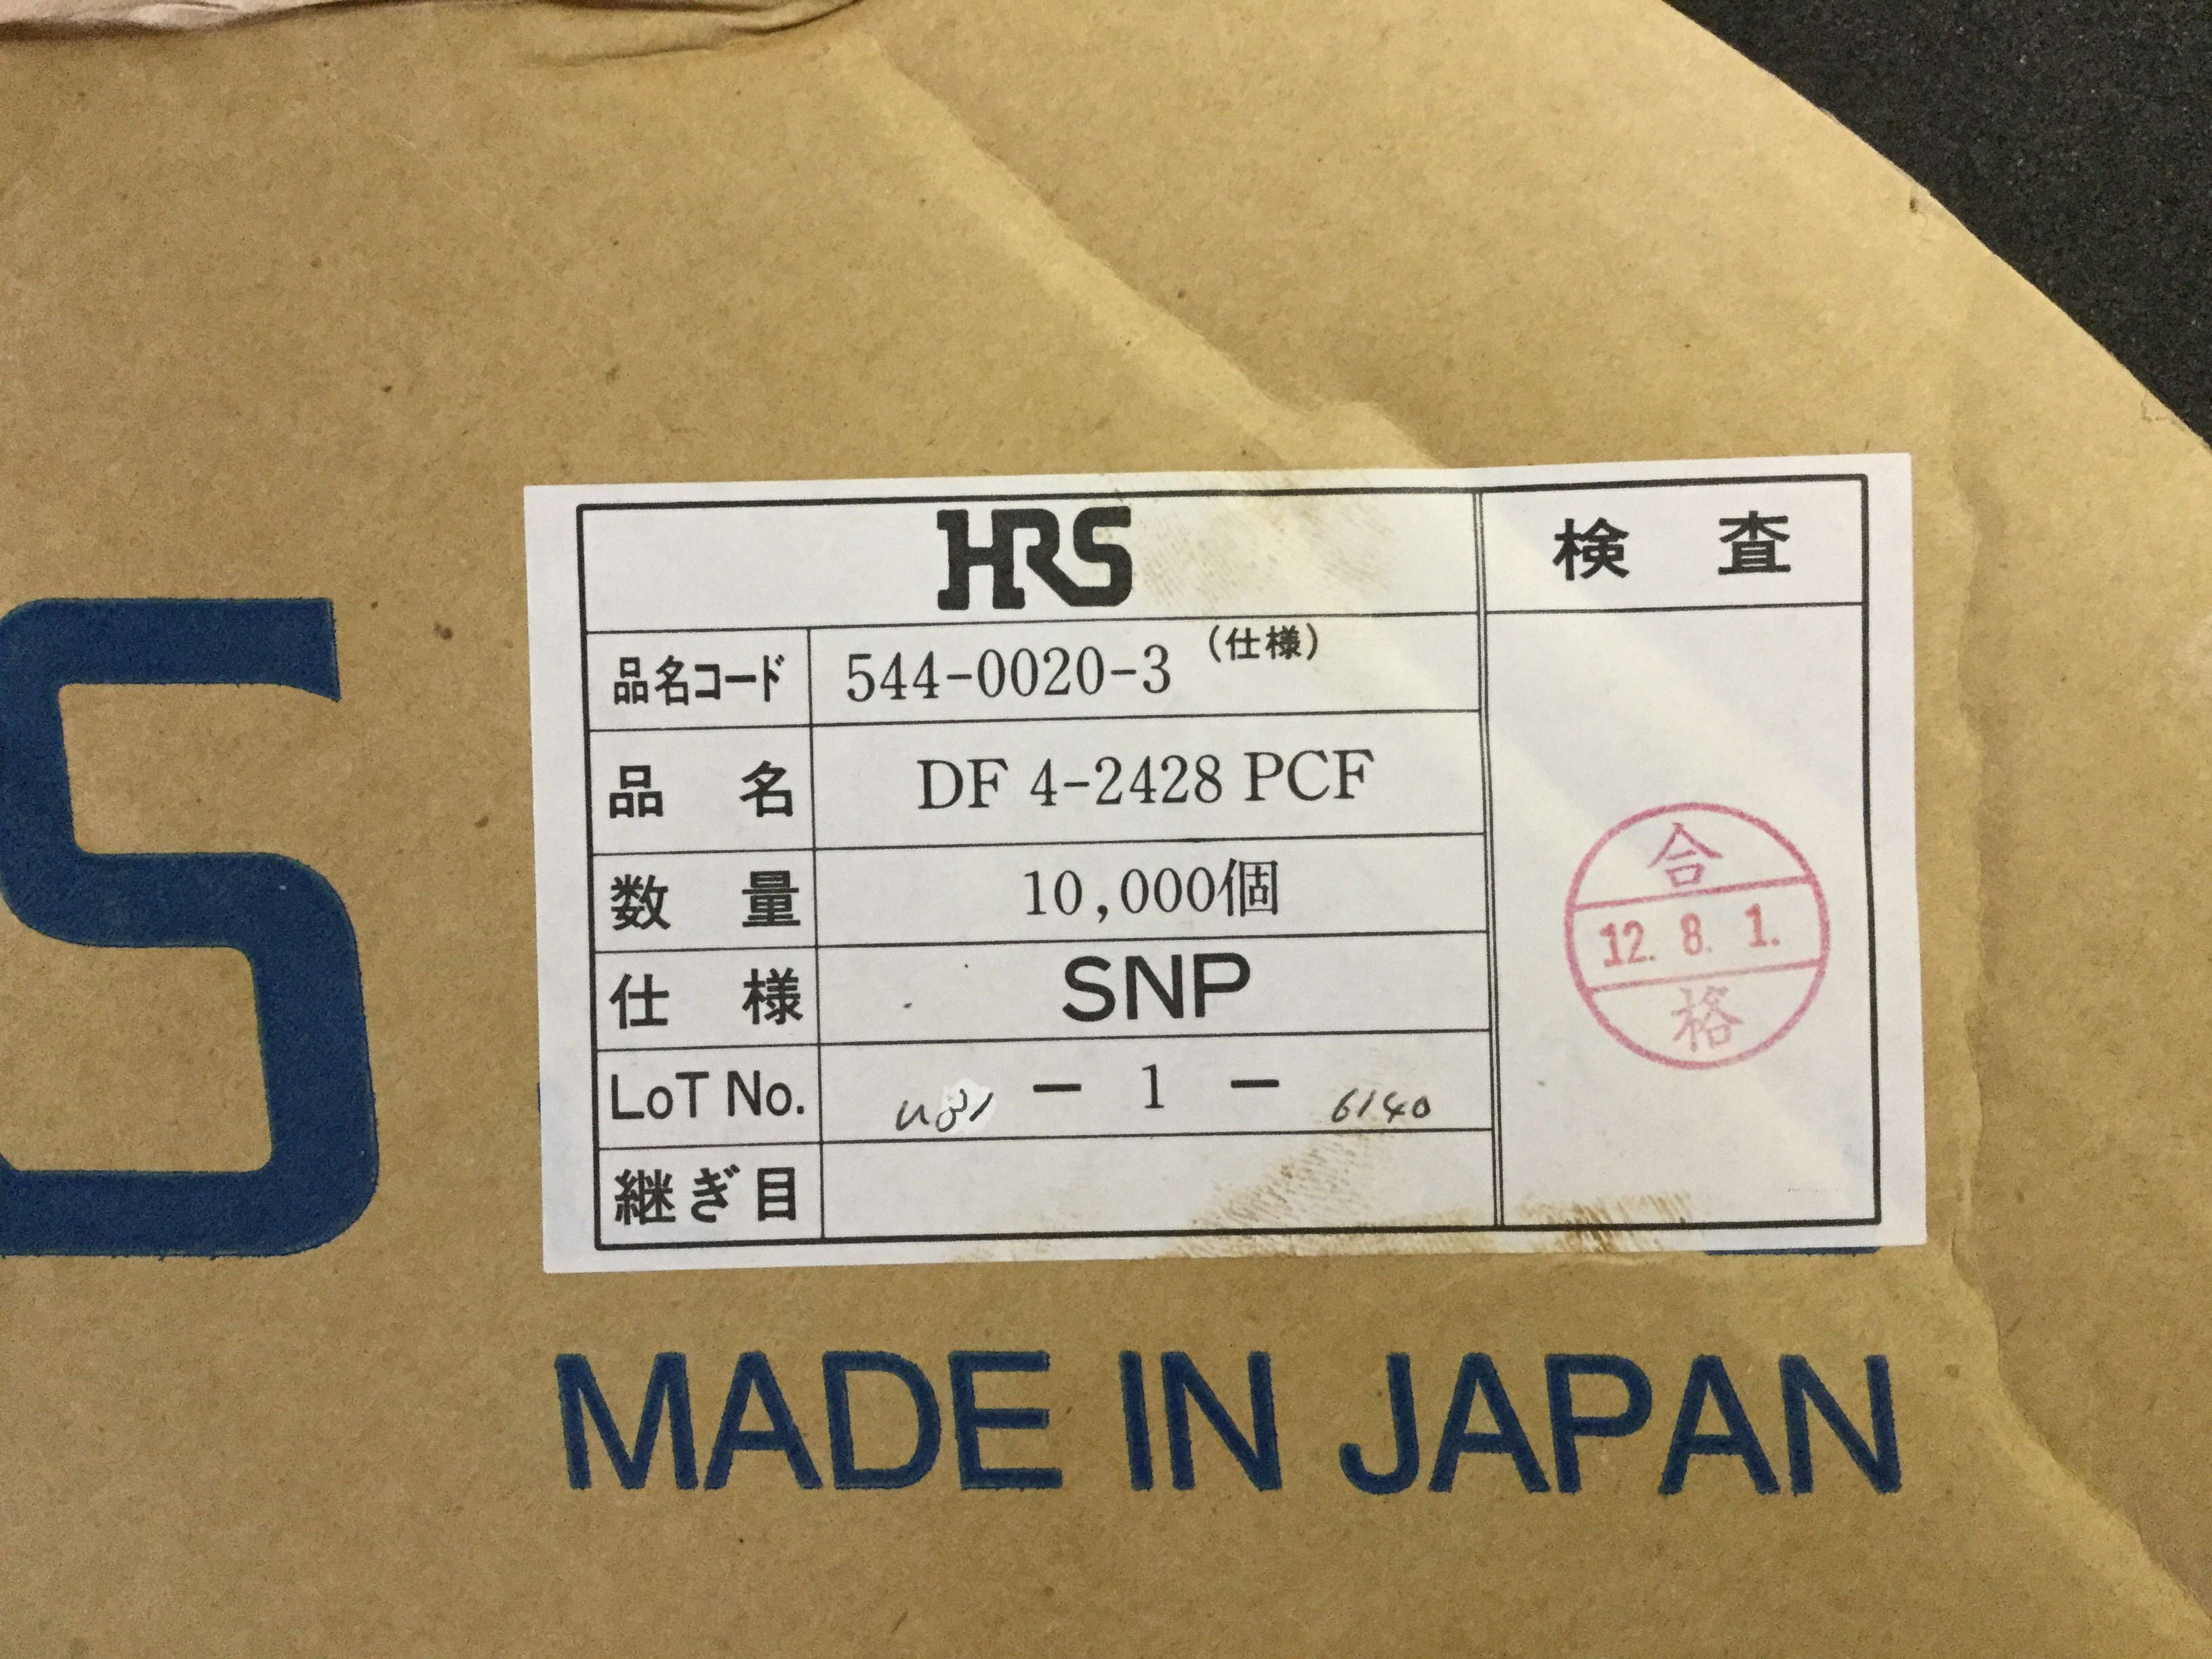 S
HRS
検査
品名コード 544-0020-3 (仕様)
品名 DF 4-2428 PCF
数量 10,000個
仕様 SNP
LoT No. U81 - 1 - 6140
継ぎ目
合
12. 8. 1.
格
MADE IN JAPAN